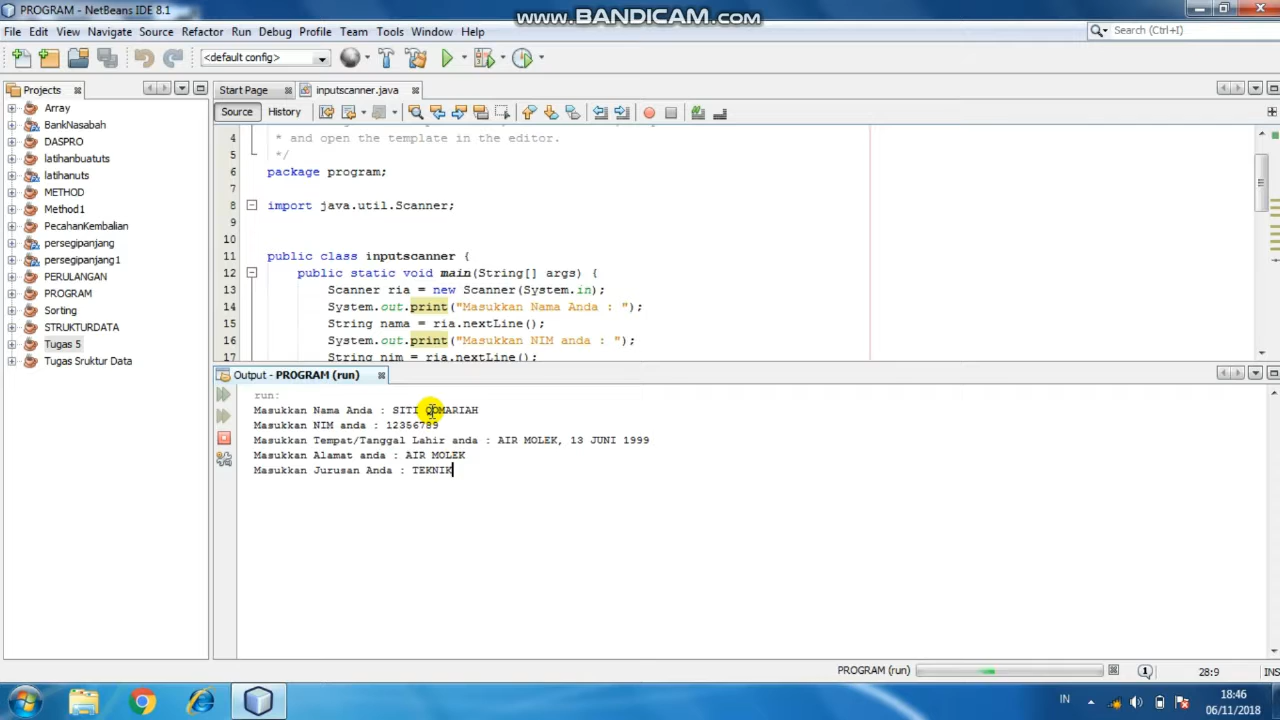 PROGRAM - NetBeans IDE 8.1
www.BANDICAM.com
File Edit View Navigate Source Refactor Run Debug Profile Team Tools Window Help
Search (Ctrl+I)
<default config>
Projects
Start Page
inputscanner.java
Source History
Array
BankNasabah
DASPRO
latihanbuatuts
latihanuts
METHOD
Method1
PecahanKembalian
persegipanjang
persegipanjang1
PERULANGAN
PROGRAM
Sorting
STRUKTURDATA
Tugas 5
Tugas Sruktur Data
4 * and open the template in the editor.
5 */
6 package program;
7
8 import java.util.Scanner;
9
10
11 public class inputscanner {
12 public static void main(String[] args) {
13 Scanner ria = new Scanner(System.in);
14 System.out.print("Masukkan Nama Anda : ");
15 String nama = ria.nextLine();
16 System.out.print("Masukkan NIM anda : ");
17 String nim = ria.nextLine();
Output - PROGRAM (run)
run:
Masukkan Nama Anda : SITI QOMARIAH
Masukkan NIM anda : 12356789
Masukkan Tempat/Tanggal Lahir anda : AIR MOLEK, 13 JUNI 1999
Masukkan Alamat anda : AIR MOLEK
Masukkan Jurusan Anda : TEKNIK
PROGRAM (run)
1
28:9
INS
IN
18:46
06/11/2018